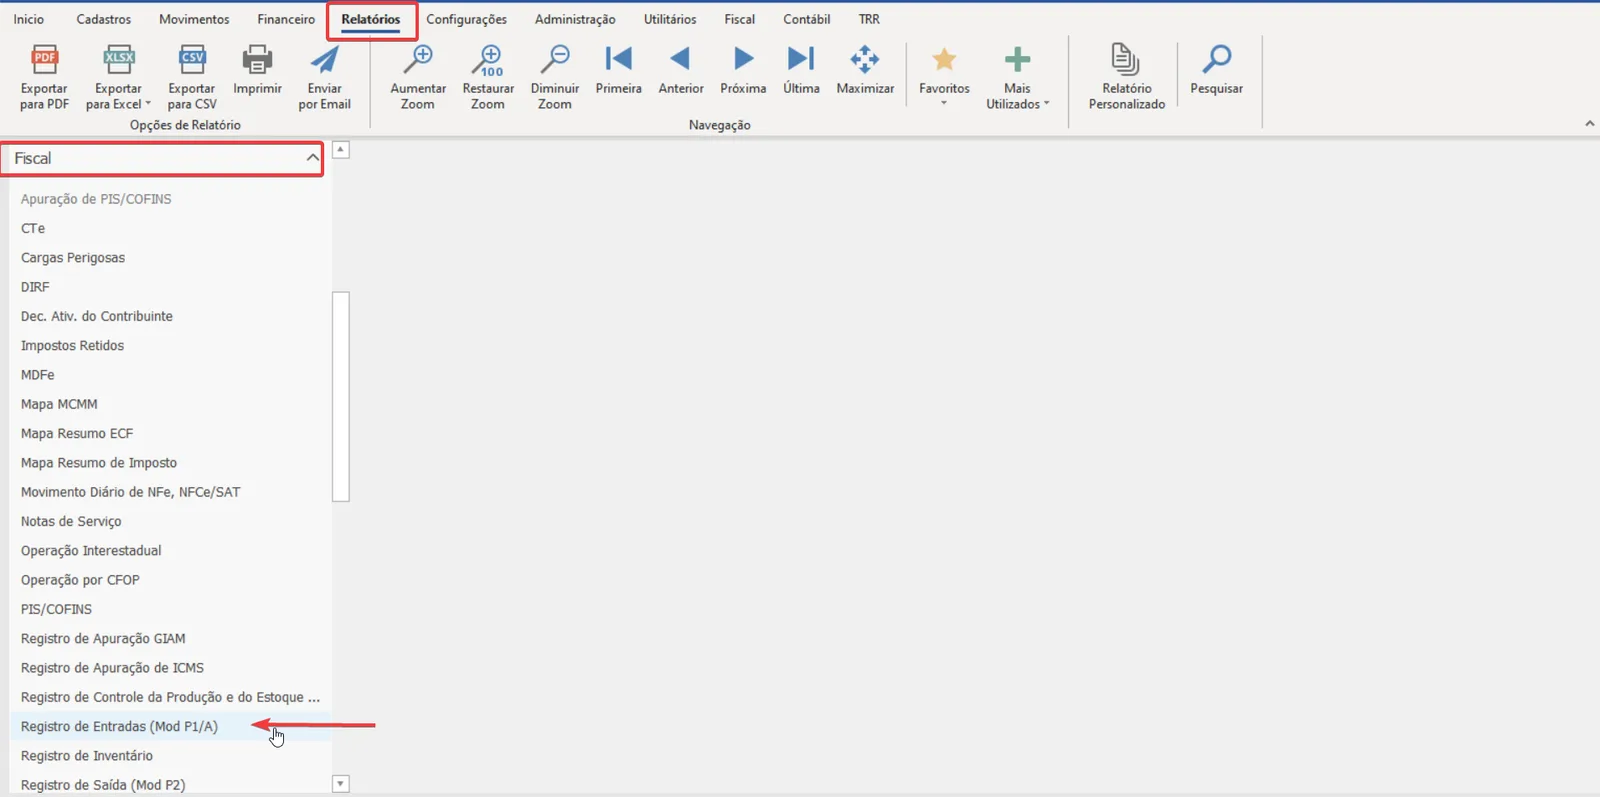 Inicio Cadastros Movimentos Financeiro Relatórios Configurações Administração Utilitários Fiscal Contábil TRR
PDF XLSX CSV 100
Exportar para PDF
Exportar para Excel
Exportar para CSV
Imprimir
Enviar por Email
Aumentar Zoom
Restaurar Zoom
Diminuir Zoom
Primeira
Anterior
Próxima
Última
Maximizar
Favoritos
Mais Utilizados
Relatório Personalizado
Pesquisar
Opções de Relatório
Navegação
Fiscal
Apuração de PIS/COFINS
CTe
Cargas Perigosas
DIRF
Dec. Ativ. do Contribuinte
Impostos Retidos
MDFe
Mapa MCMM
Mapa Resumo ECF
Mapa Resumo de Imposto
Movimento Diário de NFe, NFCe/SAT
Notas de Serviço
Operação Interestadual
Operação por CFOP
PIS/COFINS
Registro de Apuração GIAM
Registro de Apuração de ICMS
Registro de Controle da Produção e do Estoque ...
Registro de Entradas (Mod P1/A)
Registro de Inventário
Registro de Saída (Mod P2)